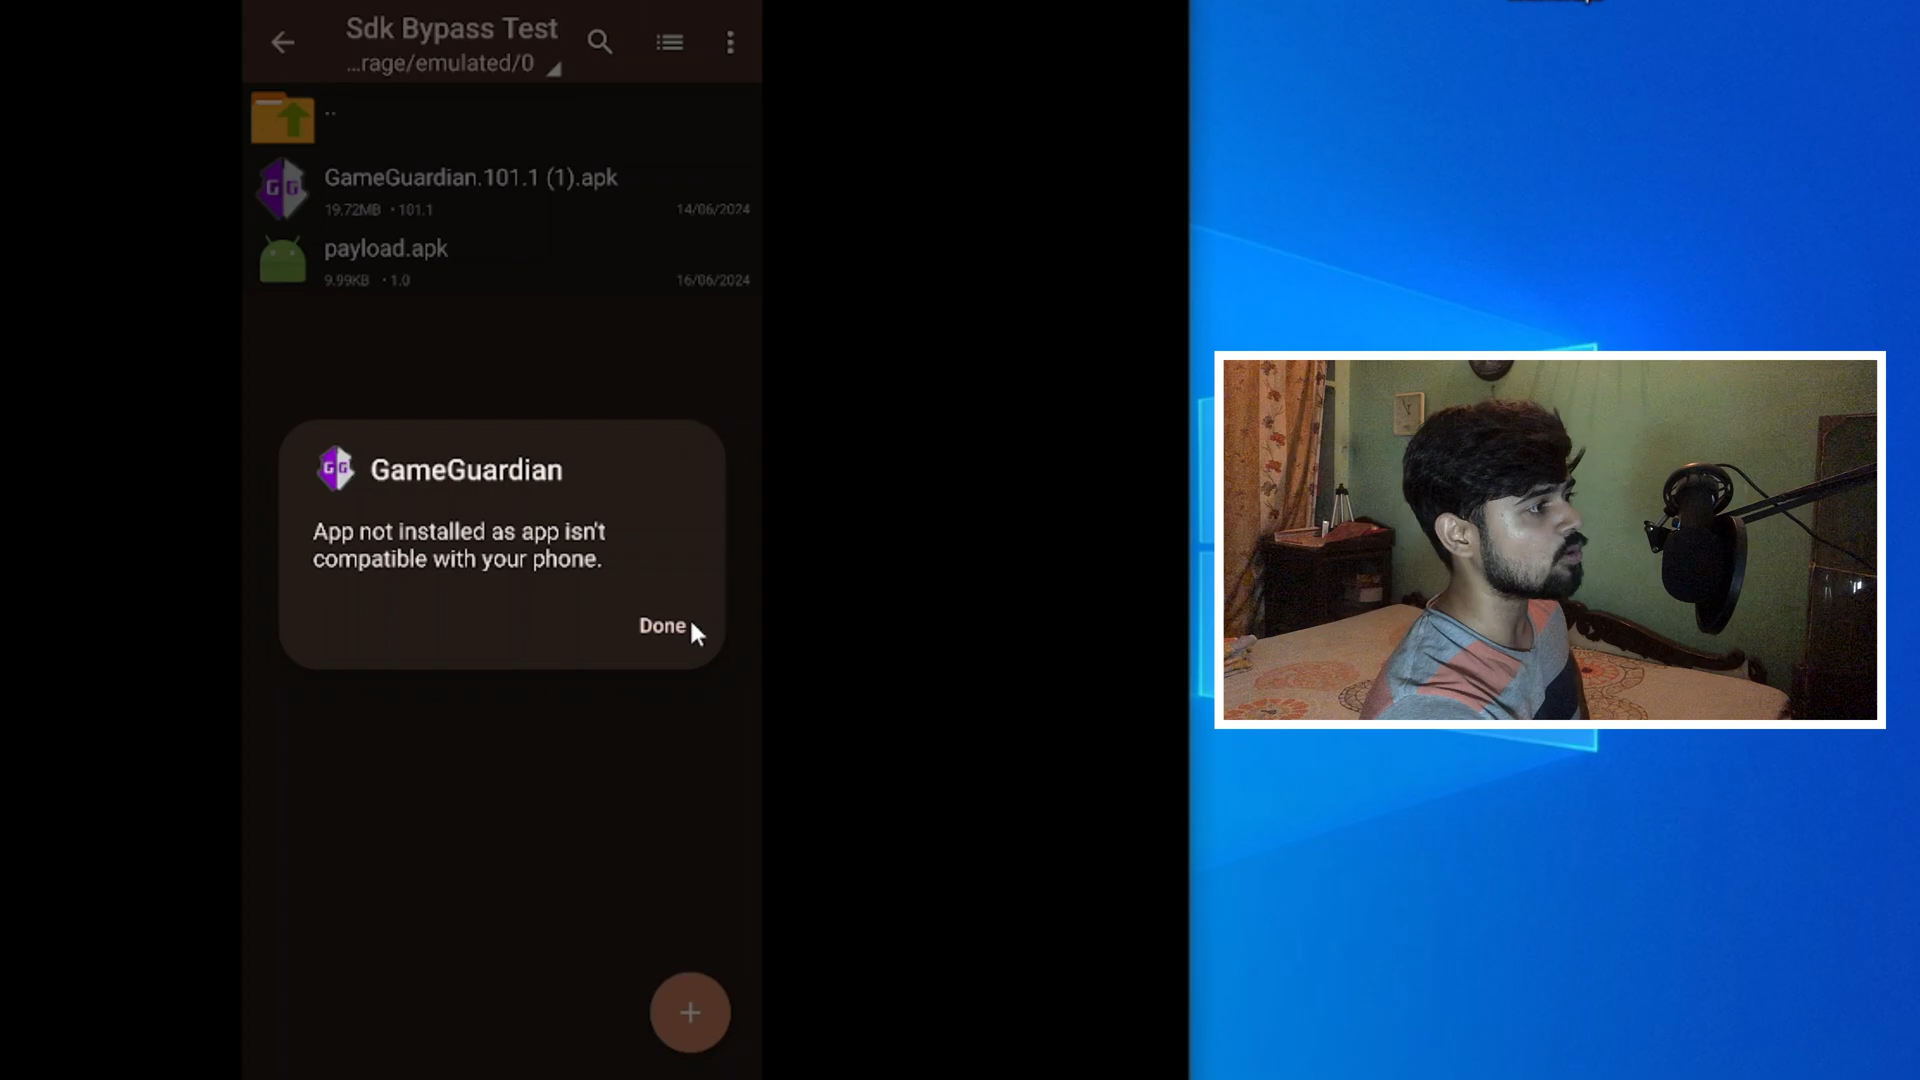 Sdk Bypass Test
...rage/emulated/0
..
GameGuardian.101.1 (1).apk
19.72MB • 101.1 14/06/2024
payload.apk
9.99KB • 1.0 16/06/2024
GG GameGuardian
App not installed as app isn't
compatible with your phone.
Done